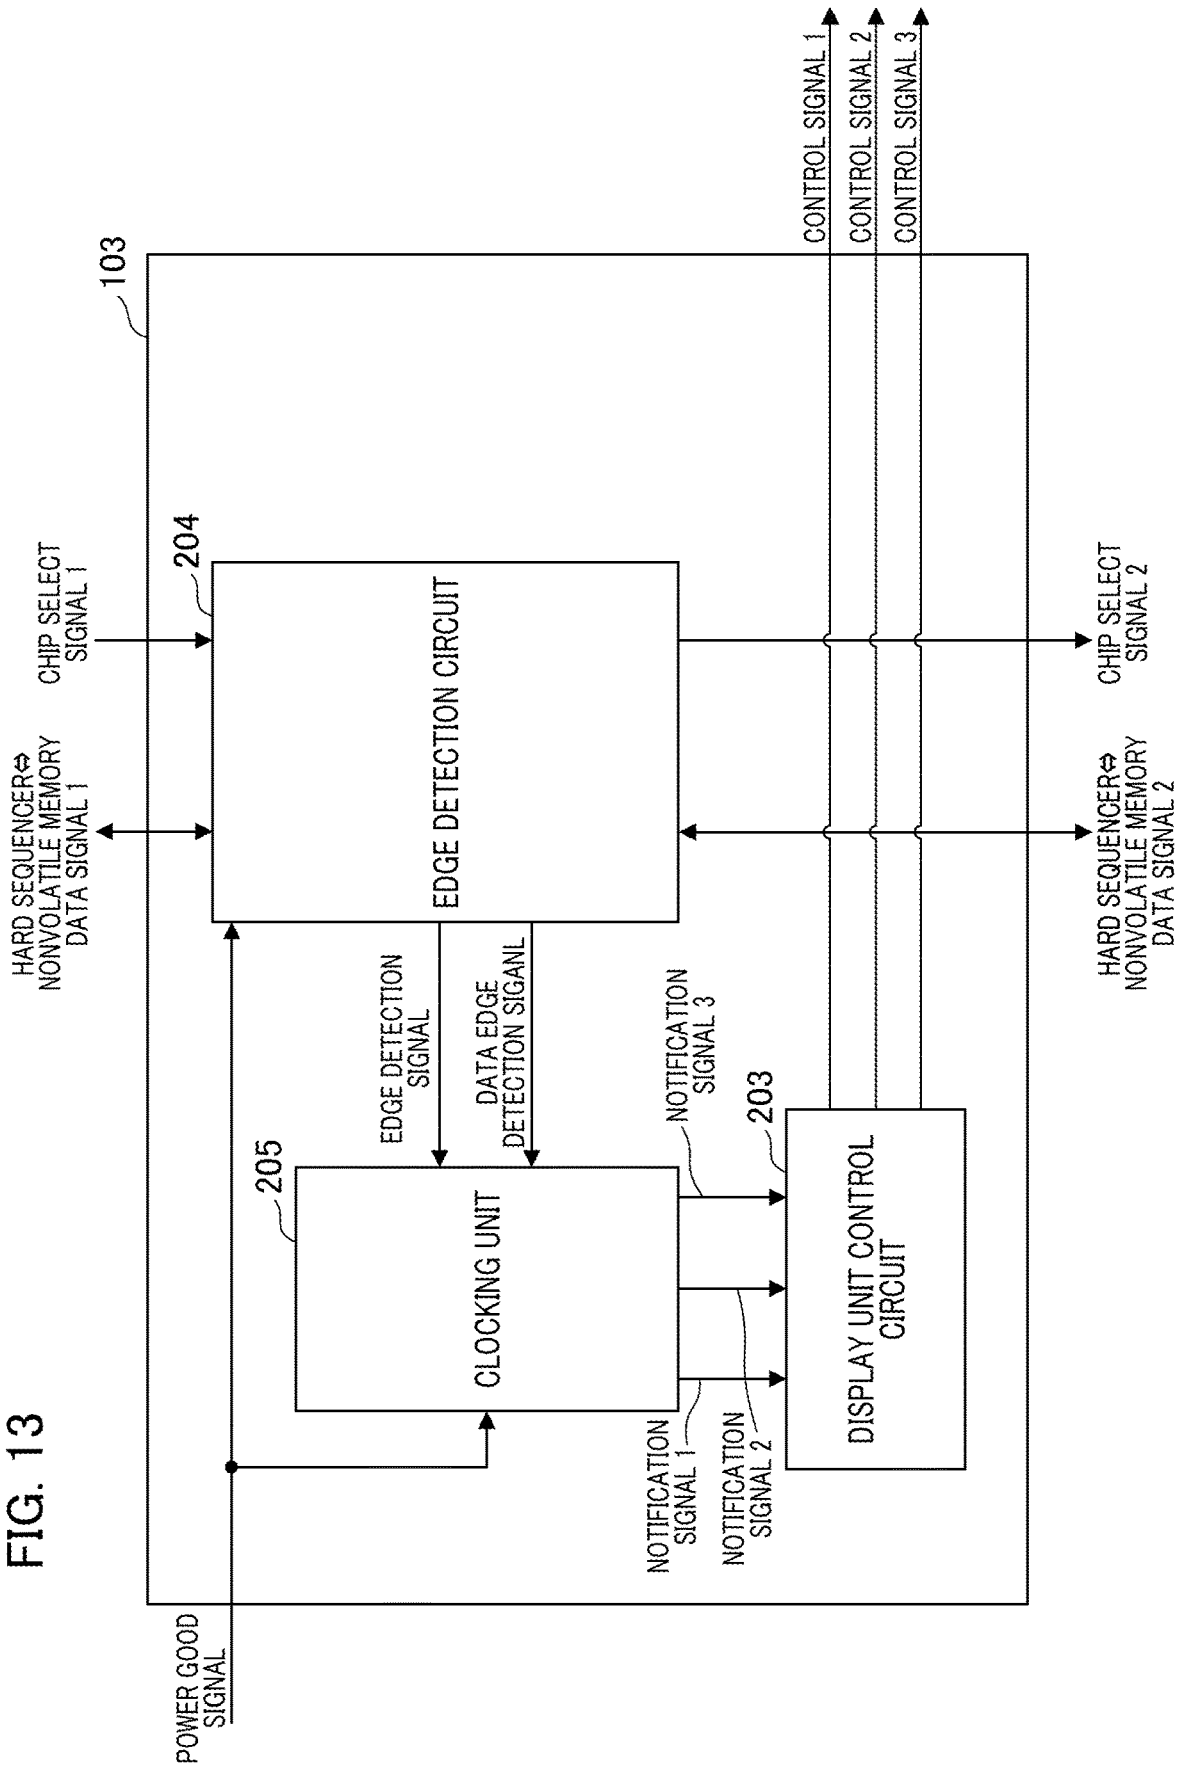 FIG. 13
HARD SEQUENCER⇔
NONVOLATILE MEMORY
DATA SIGNAL 1
CHIP SELECT
SIGNAL 1
103
POWER GOOD
SIGNAL
204
EDGE DETECTION CIRCUIT
205
CLOCKING UNIT
EDGE DETECTION
SIGNAL
DATA EDGE
DETECTION SIGANL
NOTIFICATION
SIGNAL 1
NOTIFICATION
SIGNAL 2
NOTIFICATION
SIGNAL 3
203
DISPLAY UNIT CONTROL
CIRCUIT
CONTROL SIGNAL 1
CONTROL SIGNAL 2
CONTROL SIGNAL 3
HARD SEQUENCER⇔
NONVOLATILE MEMORY
DATA SIGNAL 2
CHIP SELECT
SIGNAL 2